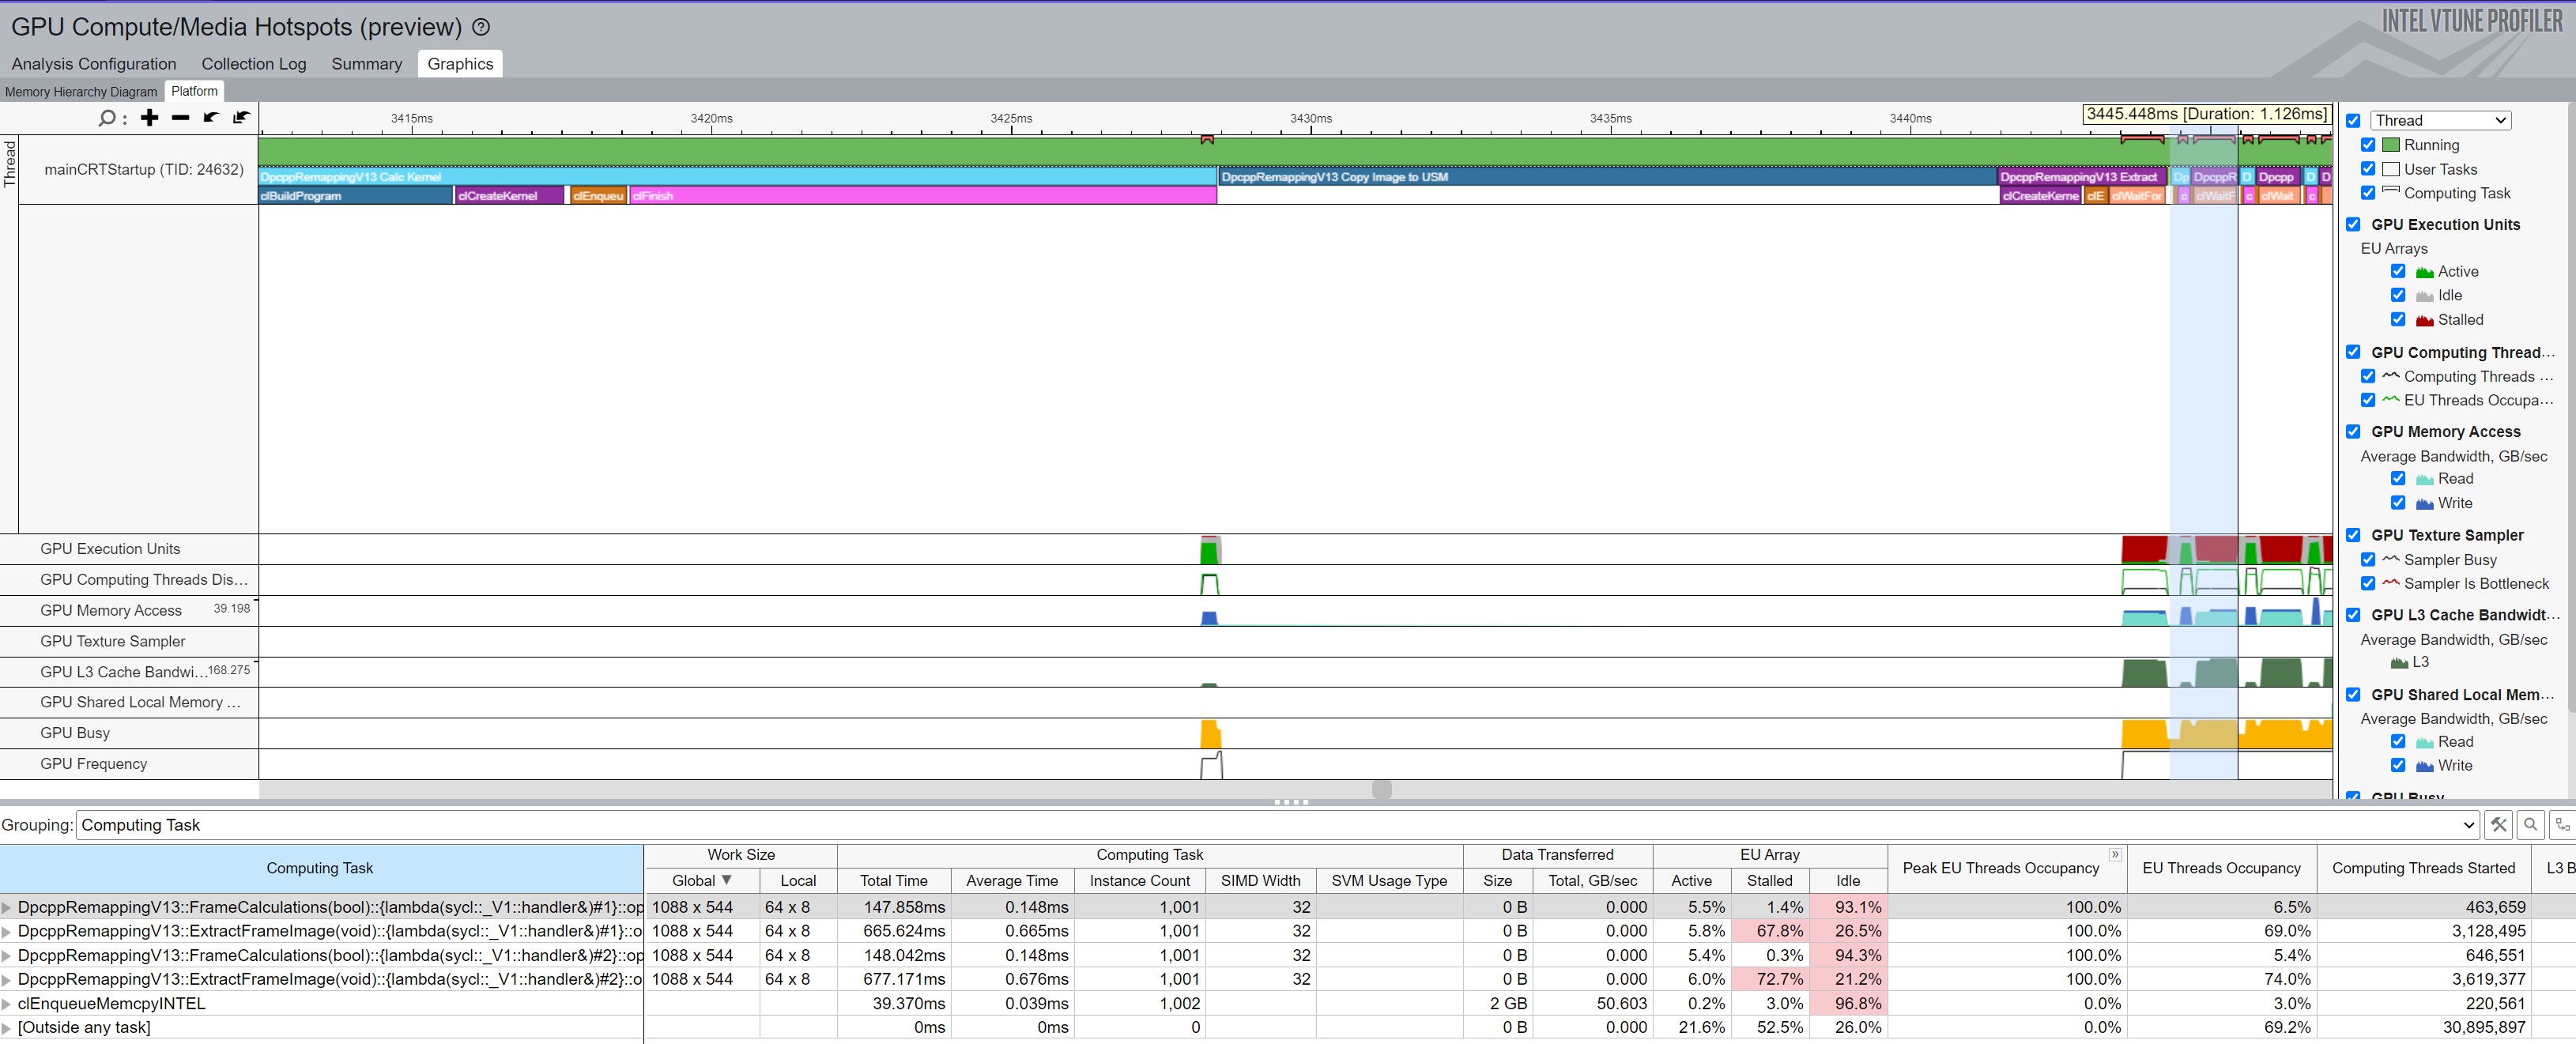 GPU Compute/Media Hotspots (preview)
INTEL VTUNE PROFILER
Analysis Configuration Collection Log Summary Graphics
Memory Hierarchy Diagram Platform
3415ms 3420ms 3425ms 3430ms 3435ms 3440ms 3445.448ms [Duration: 1.126ms]
Thread
mainCRTStartup (TID: 24632)
DpcppRemappingV13 Calc Kernel DpcppRemappingV13 Copy Image to USM DpcppRemappingV13 Extract Dp DpcppR D Dpcpp D D
clBuildProgram clCreateKernel clEnqueu clFinish clCreateKerne clE clWaitFor c clWaitF c clWait c
GPU Execution Units
GPU Computing Threads Dis...
GPU Memory Access 39.198
GPU Texture Sampler
GPU L3 Cache Bandwi... 168.275
GPU Shared Local Memory ...
GPU Busy
GPU Frequency
Thread
Running
User Tasks
Computing Task
GPU Execution Units
EU Arrays
Active
Idle
Stalled
GPU Computing Thread...
Computing Threads ...
EU Threads Occupa...
GPU Memory Access
Average Bandwidth, GB/sec
Read
Write
GPU Texture Sampler
Sampler Busy
Sampler Is Bottleneck
GPU L3 Cache Bandwidt...
Average Bandwidth, GB/sec
L3
GPU Shared Local Mem...
Average Bandwidth, GB/sec
Read
Write
GPU Busy
Grouping: Computing Task
Computing Task Work Size Computing Task Data Transferred EU Array Peak EU Threads Occupancy EU Threads Occupancy Computing Threads Started L3 B
Global Local Total Time Average Time Instance Count SIMD Width SVM Usage Type Size Total, GB/sec Active Stalled Idle
DpcppRemappingV13::FrameCalculations(bool)::{lambda(sycl::_V1::handler&)#1}::op 1088 x 544 64 x 8 147.858ms 0.148ms 1,001 32 0 B 0.000 5.5% 1.4% 93.1% 100.0% 6.5% 463,659
DpcppRemappingV13::ExtractFrameImage(void)::{lambda(sycl::_V1::handler&)#1}::o 1088 x 544 64 x 8 665.624ms 0.665ms 1,001 32 0 B 0.000 5.8% 67.8% 26.5% 100.0% 69.0% 3,128,495
DpcppRemappingV13::FrameCalculations(bool)::{lambda(sycl::_V1::handler&)#2}::op 1088 x 544 64 x 8 148.042ms 0.148ms 1,001 32 0 B 0.000 5.4% 0.3% 94.3% 100.0% 5.4% 646,551
DpcppRemappingV13::ExtractFrameImage(void)::{lambda(sycl::_V1::handler&)#2}::o 1088 x 544 64 x 8 677.171ms 0.676ms 1,001 32 0 B 0.000 6.0% 72.7% 21.2% 100.0% 74.0% 3,619,377
clEnqueueMemcpyINTEL 39.370ms 0.039ms 1,002 2 GB 50.603 0.2% 3.0% 96.8% 0.0% 3.0% 220,561
[Outside any task] 0ms 0ms 0 0 B 0.000 21.6% 52.5% 26.0% 0.0% 69.2% 30,895,897